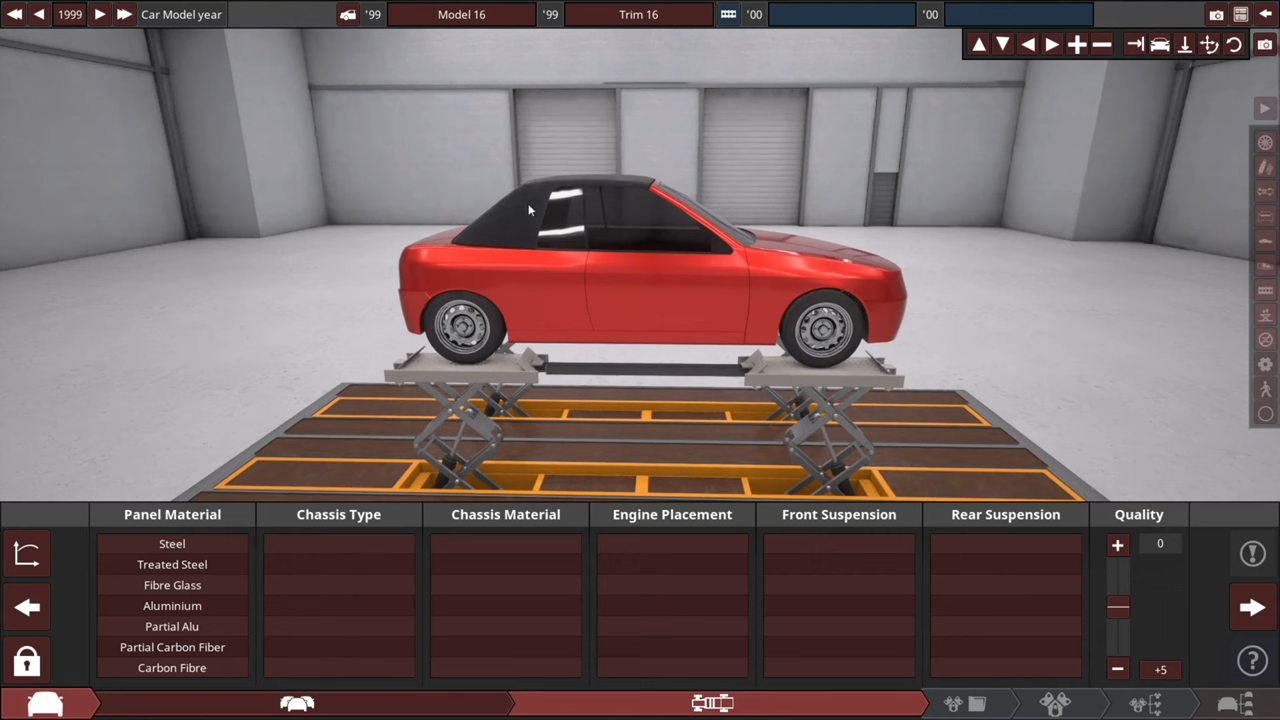 1999 Car Model year '99 Model 16 '99 Trim 16 '00 '00
Panel Material Chassis Type Chassis Material Engine Placement Front Suspension Rear Suspension Quality
Steel
Treated Steel
Fibre Glass
Aluminium
Partial Alu
Partial Carbon Fiber
Carbon Fibre
0
+5